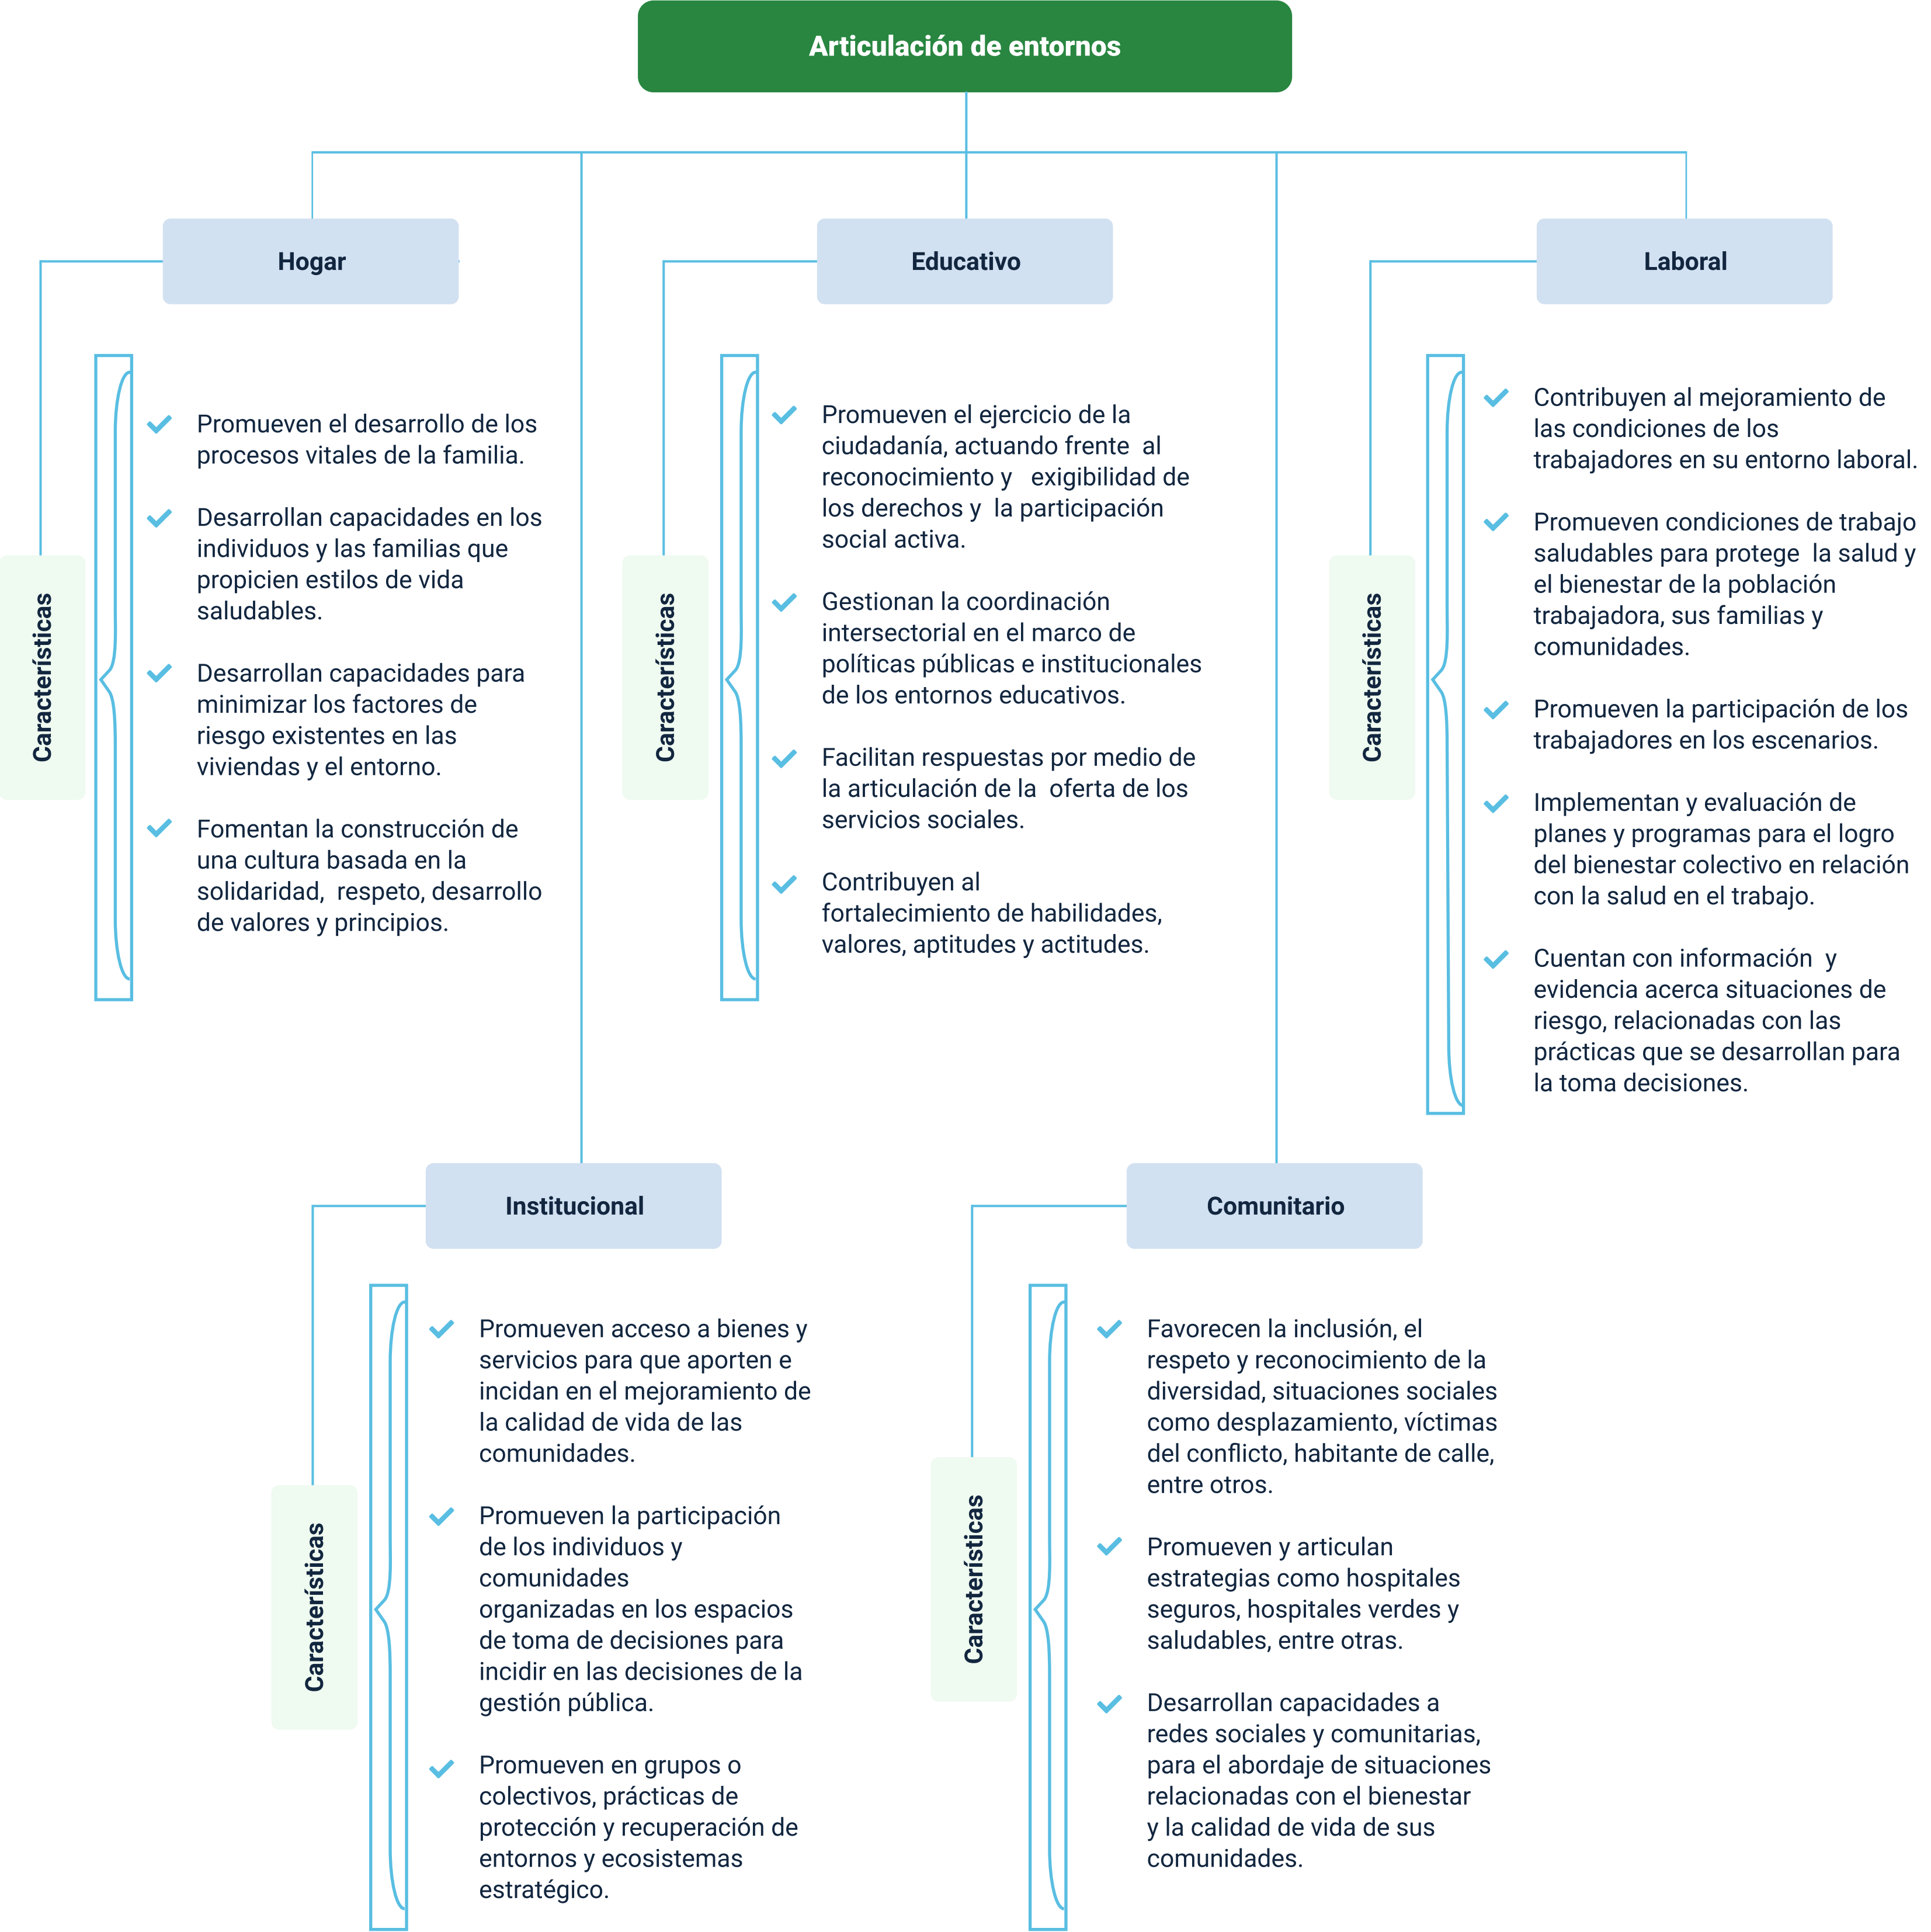 Articulación de entornos
Hogar
Características
Promueven el desarrollo de los
procesos vitales de la familia.
Desarrollan capacidades en los
individuos y las familias que
propicien estilos de vida
saludables.
Desarrollan capacidades para
minimizar los factores de
riesgo existentes en las
viviendas y el entorno.
Fomentan la construcción de
una cultura basada en la
solidaridad, respeto, desarrollo
de valores y principios.
Educativo
Características
Promueven el ejercicio de la
ciudadanía, actuando frente al
reconocimiento y exigibilidad de
los derechos y la participación
social activa.
Gestionan la coordinación
intersectorial en el marco de
políticas públicas e institucionales
de los entornos educativos.
Facilitan respuestas por medio de
la articulación de la oferta de los
servicios sociales.
Contribuyen al
fortalecimiento de habilidades,
valores, aptitudes y actitudes.
Laboral
Características
Contribuyen al mejoramiento de
las condiciones de los
trabajadores en su entorno laboral.
Promueven condiciones de trabajo
saludables para protege la salud y
el bienestar de la población
trabajadora, sus familias y
comunidades.
Promueven la participación de los
trabajadores en los escenarios.
Implementan y evaluación de
planes y programas para el logro
del bienestar colectivo en relación
con la salud en el trabajo.
Cuentan con información y
evidencia acerca situaciones de
riesgo, relacionadas con las
prácticas que se desarrollan para
la toma decisiones.
Institucional
Características
Promueven acceso a bienes y
servicios para que aporten e
incidan en el mejoramiento de
la calidad de vida de las
comunidades.
Promueven la participación
de los individuos y
comunidades
organizadas en los espacios
de toma de decisiones para
incidir en las decisiones de la
gestión pública.
Promueven en grupos o
colectivos, prácticas de
protección y recuperación de
entornos y ecosistemas
estratégico.
Comunitario
Características
Favorecen la inclusión, el
respeto y reconocimiento de la
diversidad, situaciones sociales
como desplazamiento, víctimas
del conflicto, habitante de calle,
entre otros.
Promueven y articulan
estrategias como hospitales
seguros, hospitales verdes y
saludables, entre otras.
Desarrollan capacidades a
redes sociales y comunitarias,
para el abordaje de situaciones
relacionadas con el bienestar
y la calidad de vida de sus
comunidades.